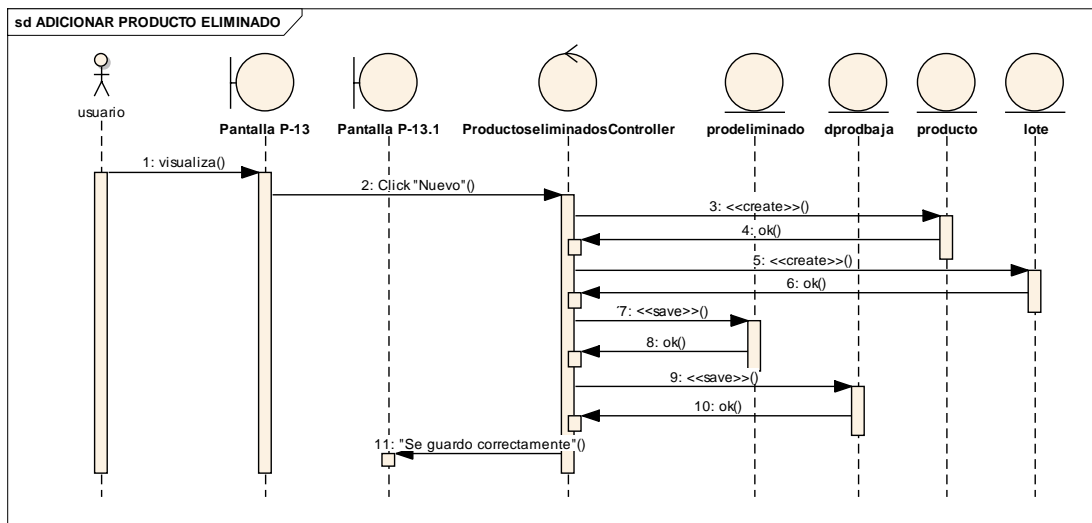 sd ADICIONAR PRODUCTO ELIMINADO
usuario
Pantalla P-13
Pantalla P-13.1
ProductoseliminadosController
prodeliminado
dprodbaja
producto
lote
1: visualiza()
2: Click "Nuevo"()
3: <<create>>()
4: ok()
5: <<create>>()
6: ok()
´7: <<save>>()
8: ok()
9: <<save>>()
10: ok()
11: "Se guardo correctamente"()